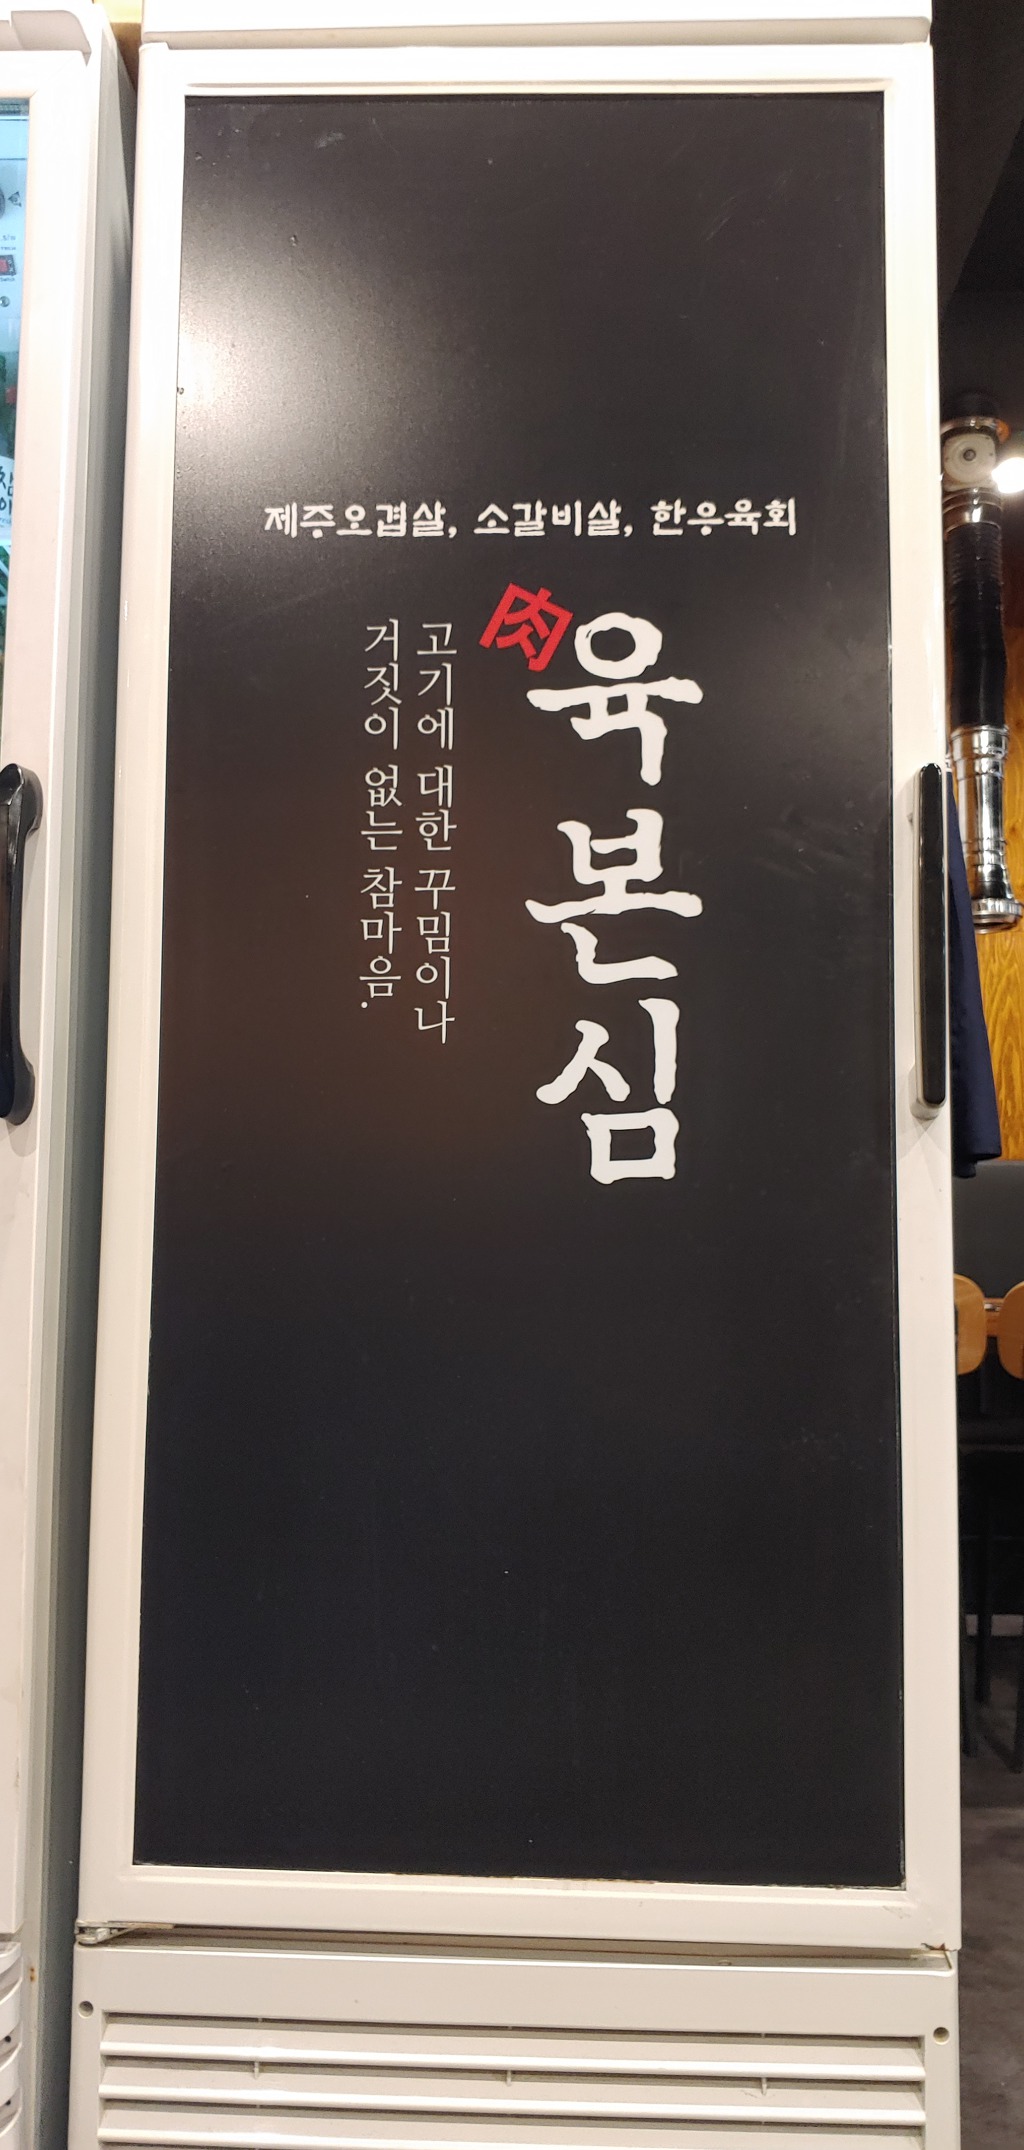 제주오겹살, 소갈비살, 한우육회
肉
육본심
고기에 대한 꾸밈이나
거짓이 없는 참마음.